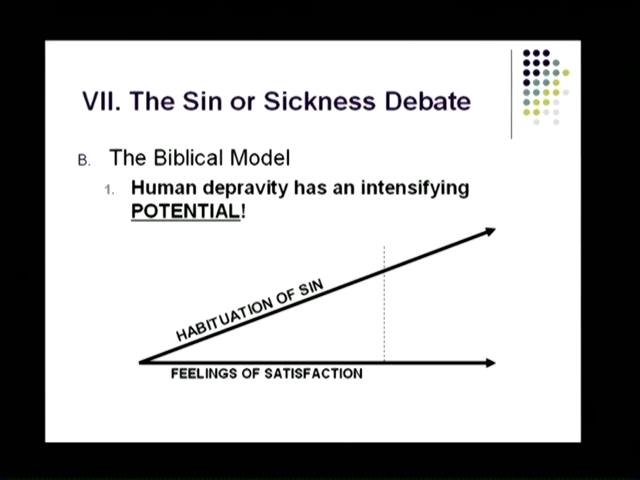 VII. The Sin or Sickness Debate
B. The Biblical Model
1. Human depravity has an intensifying
POTENTIAL!
HABITUATION OF SIN
FEELINGS OF SATISFACTION